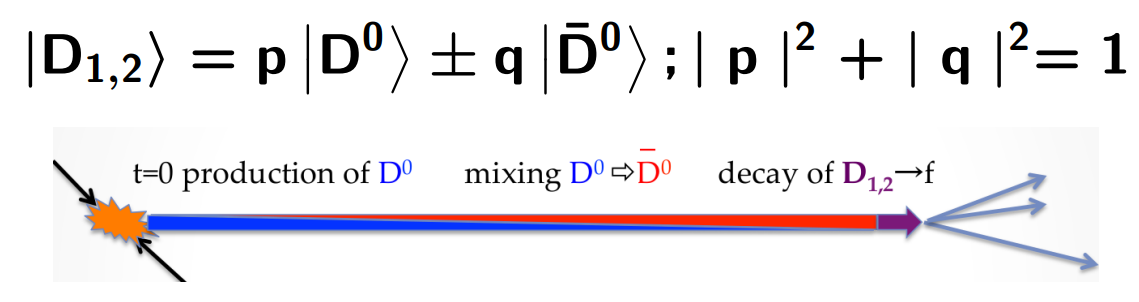 |D₁,₂⟩ = p |D⁰⟩ ± q |D̄⁰⟩ ; | p |² + | q |² = 1
t=0 production of D⁰ mixing D⁰ ⇨ D̄⁰ decay of D₁,₂→f